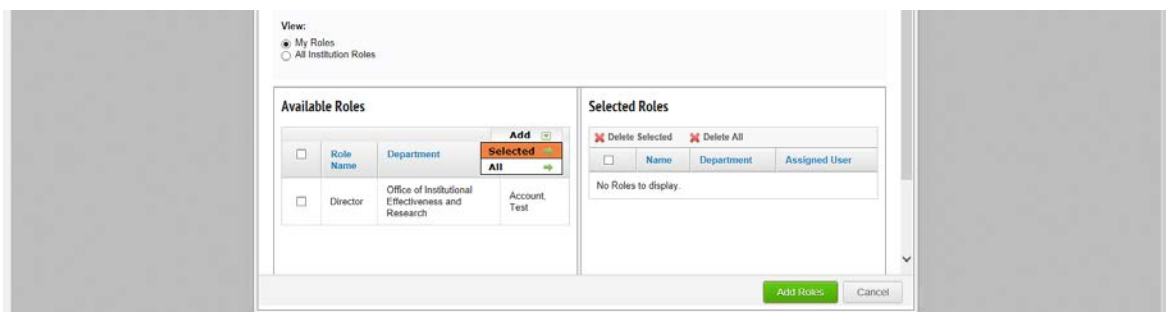 View:
My Roles
All Institution Roles
Available Roles
Add
Selected
All
Role
Name
Department
Director
Office of Institutional
Effectiveness and
Research
Account,
Test
Selected Roles
Delete Selected Delete All
Name Department Assigned User
No Roles to display.
Add Roles Cancel